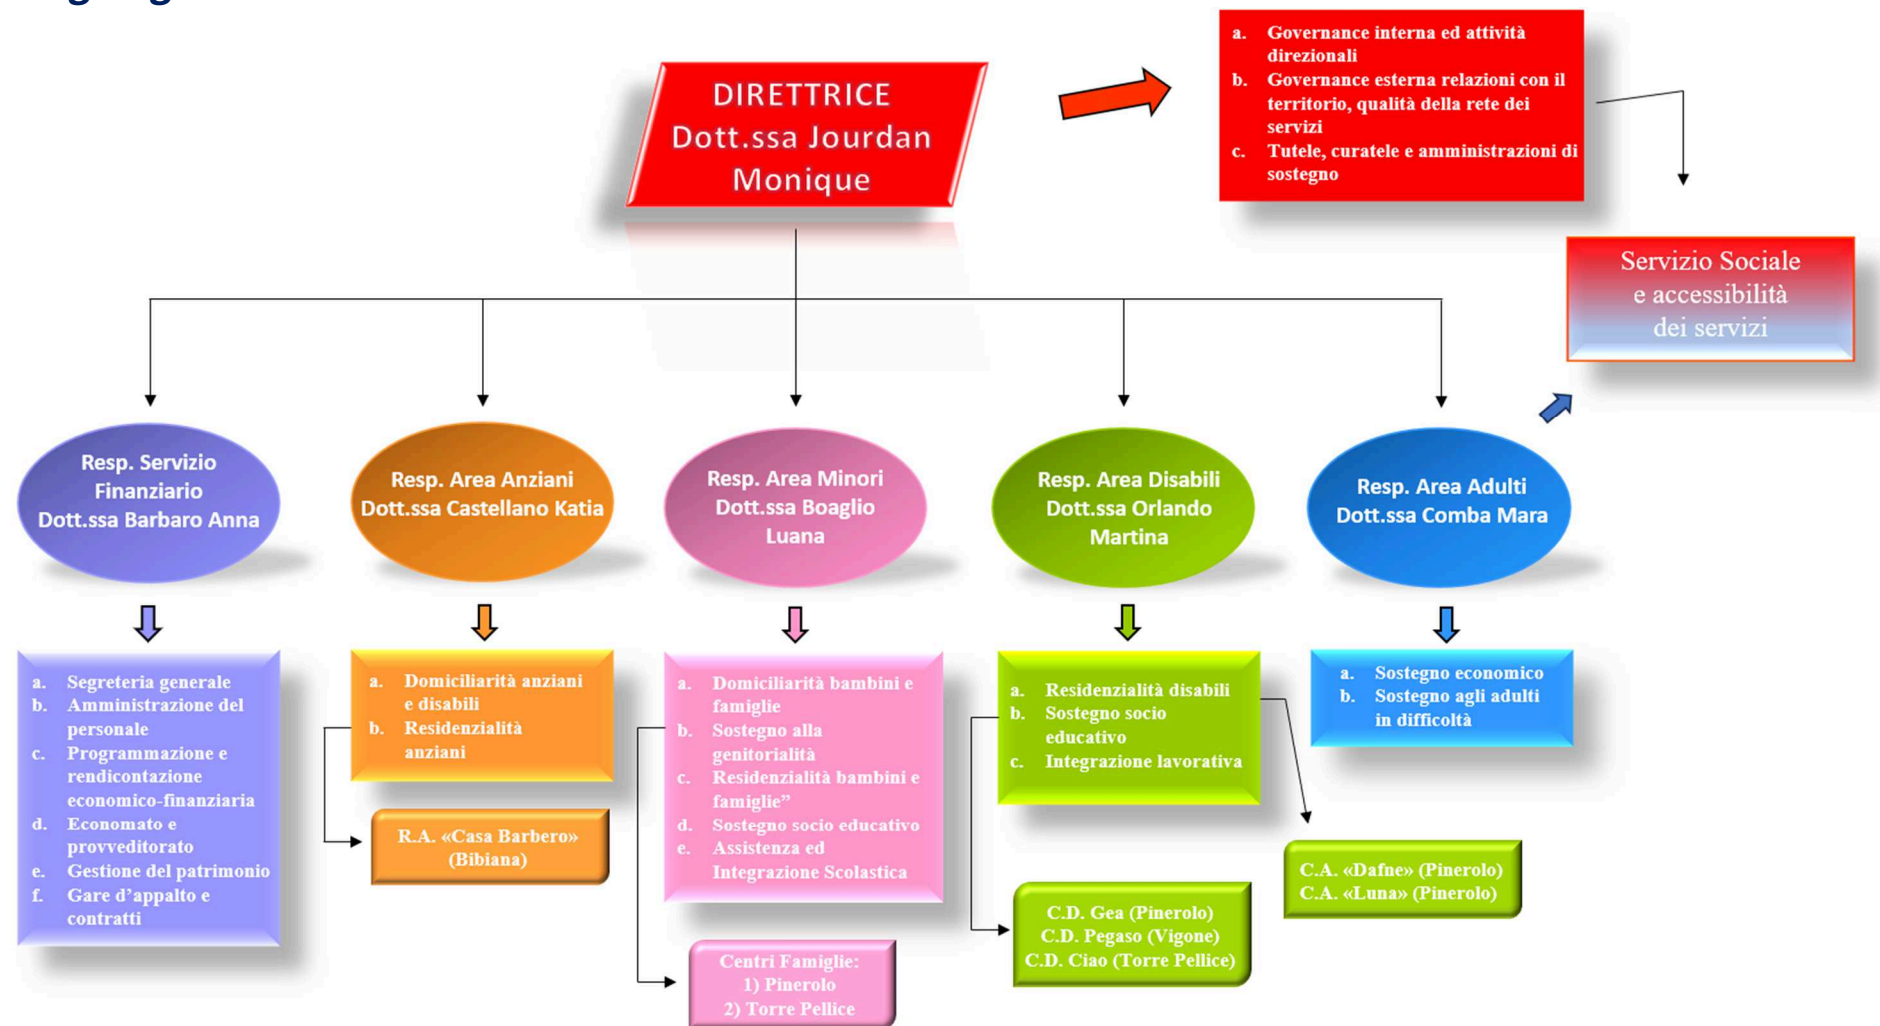 DIRETTRICE
Dott.ssa Jourdan
Monique
a. Governance interna ed attività
direzionali
b. Governance esterna relazioni con il
territorio, qualità della rete dei
servizi
c. Tutele, curatele e amministrazioni di
sostegno
Servizio Sociale
e accessibilità
dei servizi
Resp. Servizio
Finanziario
Dott.ssa Barbaro Anna
Resp. Area Anziani
Dott.ssa Castellano Katia
Resp. Area Minori
Dott.ssa Boaglio
Luana
Resp. Area Disabili
Dott.ssa Orlando
Martina
Resp. Area Adulti
Dott.ssa Comba Mara
a. Segreteria generale
b. Amministrazione del
personale
c. Programmazione e
rendicontazione
economico-finanziaria
d. Economato e
provveditorato
e. Gestione del patrimonio
f. Gare d’appalto e
contratti
a. Domiciliarità anziani
e disabili
b. Residenzialità
anziani
R.A. «Casa Barbero»
(Bibiana)
a. Domiciliarità bambini e
famiglie
b. Sostegno alla
genitorialità
c. Residenzialità bambini e
famiglie”
d. Sostegno socio educativo
e. Assistenza ed
Integrazione Scolastica
Centri Famiglie:
1) Pinerolo
2) Torre Pellice
a. Residenzialità disabili
b. Sostegno socio
educativo
c. Integrazione lavorativa
C.D. Gea (Pinerolo)
C.D. Pegaso (Vigone)
C.D. Ciao (Torre Pellice)
C.A. «Dafne» (Pinerolo)
C.A. «Luna» (Pinerolo)
a. Sostegno economico
b. Sostegno agli adulti
in difficoltà